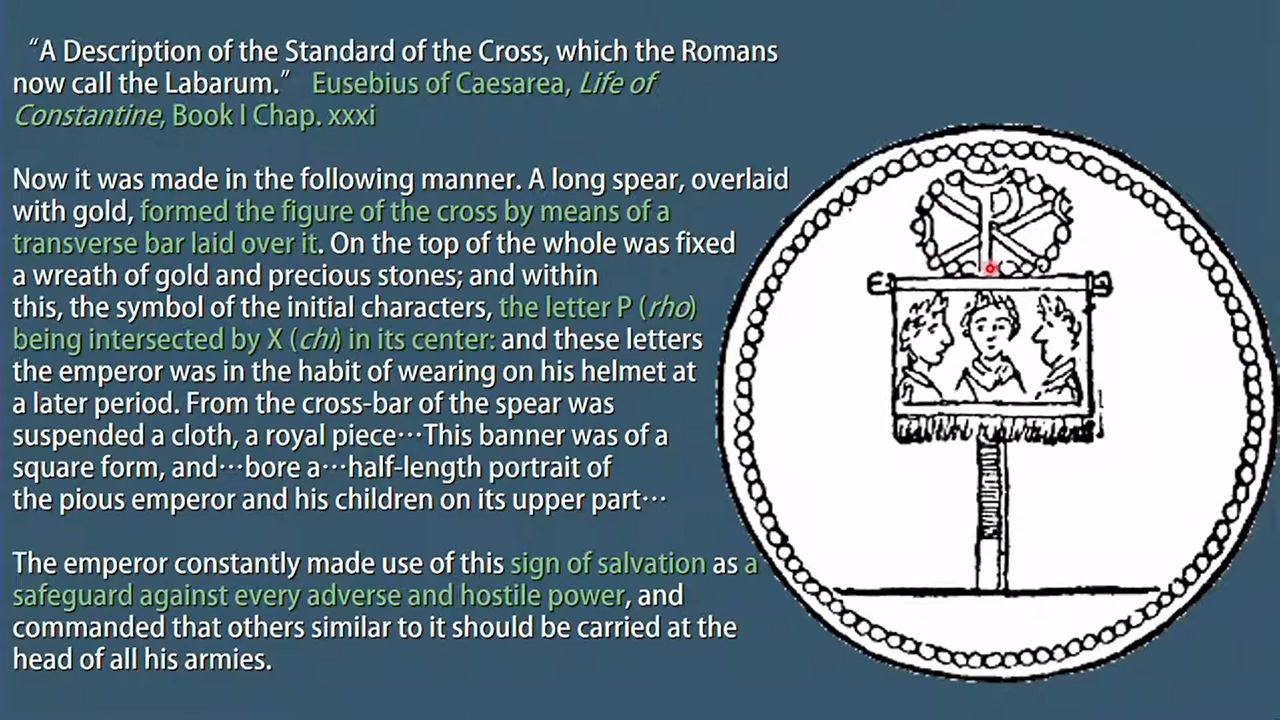 “A Description of the Standard of the Cross, which the Romans
now call the Labarum.” Eusebius of Caesarea, Life of
Constantine, Book I Chap. xxxi
Now it was made in the following manner. A long spear, overlaid
with gold, formed the figure of the cross by means of a
transverse bar laid over it. On the top of the whole was fixed
a wreath of gold and precious stones; and within
this, the symbol of the initial characters, the letter P (rho)
being intersected by X (chi) in its center: and these letters
the emperor was in the habit of wearing on his helmet at
a later period. From the cross-bar of the spear was
suspended a cloth, a royal piece⋯This banner was of a
square form, and⋯bore a⋯half-length portrait of
the pious emperor and his children on its upper part⋯
The emperor constantly made use of this sign of salvation as a
safeguard against every adverse and hostile power, and
commanded that others similar to it should be carried at the
head of all his armies.